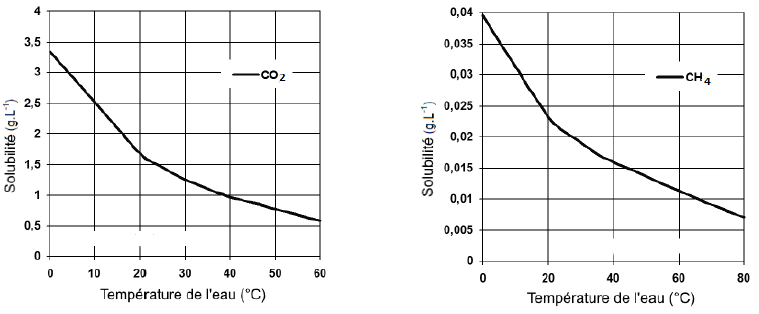 4
3,5
3
2,5
2
1,5
1
0,5
0
Solubilité (g.L⁻¹)
CO₂
0 10 20 30 40 50 60
Température de l'eau (°C)
0,04
0,035
0,03
0,025
0,02
0,015
0,01
0,005
0
Solubilité (g.L⁻¹)
CH₄
0 20 40 60 80
Température de l'eau (°C)